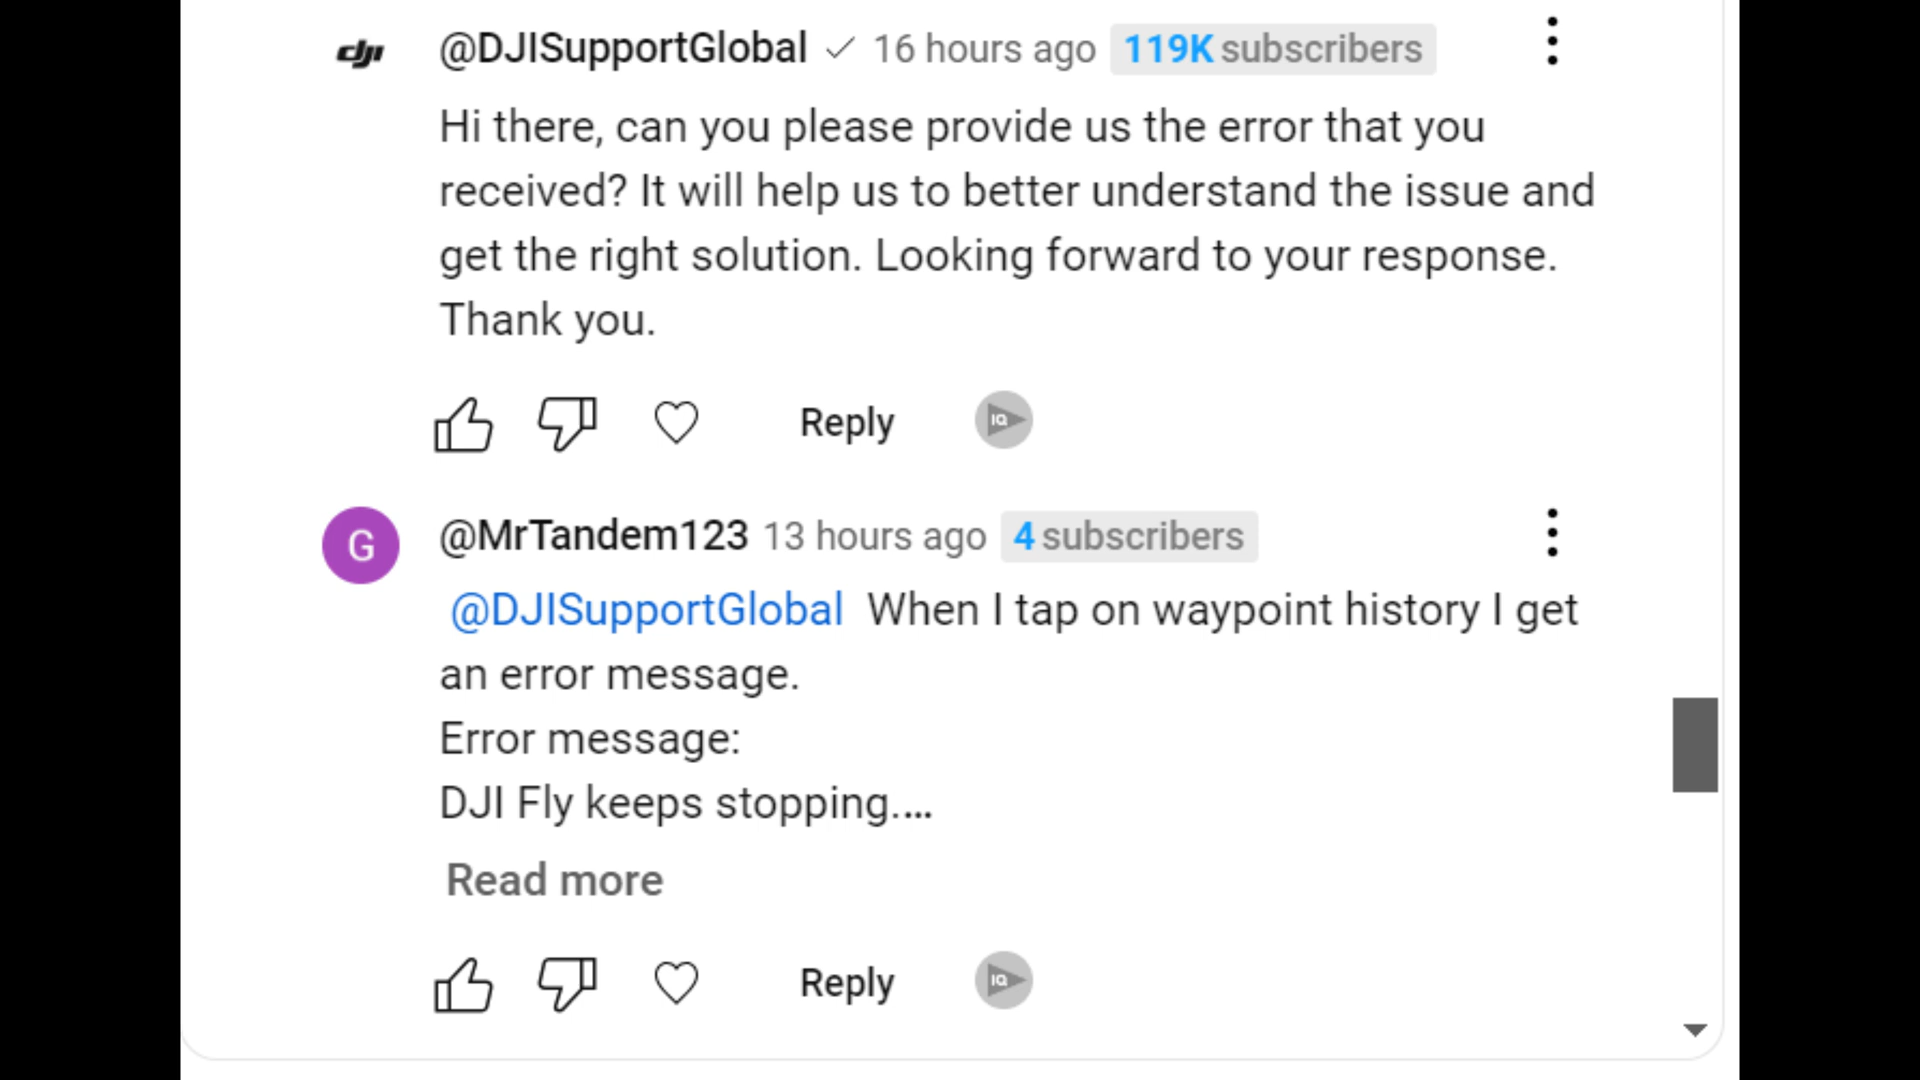 dji @DJISupportGlobal 16 hours ago 119K subscribers
Hi there, can you please provide us the error that you
received? It will help us to better understand the issue and
get the right solution. Looking forward to your response.
Thank you.
Reply IQ
G @MrTandem123 13 hours ago 4 subscribers
@DJISupportGlobal When I tap on waypoint history I get
an error message.
Error message:
DJI Fly keeps stopping....
Read more
Reply IQ